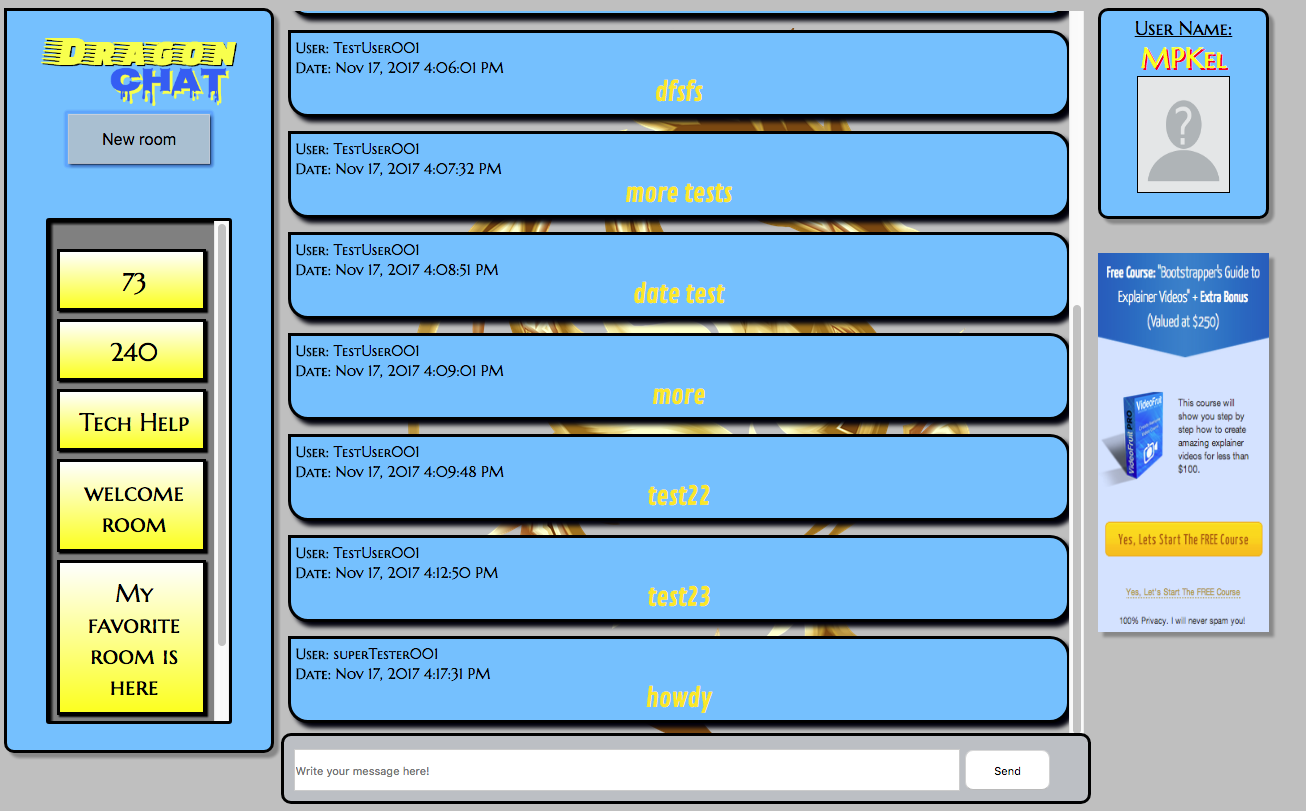 Dragon
CHAT
New room
73
240
Tech Help
welcome
room
My
favorite
room is
here
User: TestUser001
Date: Nov 17, 2017 4:06:01 PM
dfsfs
User: TestUser001
Date: Nov 17, 2017 4:07:32 PM
more tests
User: TestUser001
Date: Nov 17, 2017 4:08:51 PM
date test
User: TestUser001
Date: Nov 17, 2017 4:09:01 PM
more
User: TestUser001
Date: Nov 17, 2017 4:09:48 PM
test22
User: TestUser001
Date: Nov 17, 2017 4:12:50 PM
test23
User: superTester001
Date: Nov 17, 2017 4:17:31 PM
howdy
Write your message here!
Send
User Name:
MPKel
?
Free Course: "Bootstrapper's Guide to
Explainer Videos" + Extra Bonus
(Valued at $250)
VideoFruit
VideoFruit PRO
This course will
show you step by
step how to create
amazing explainer
videos for less than
$100.
Yes, Lets Start The FREE Course
Yes, Let's Start The FREE Course
100% Privacy. I will never spam you!